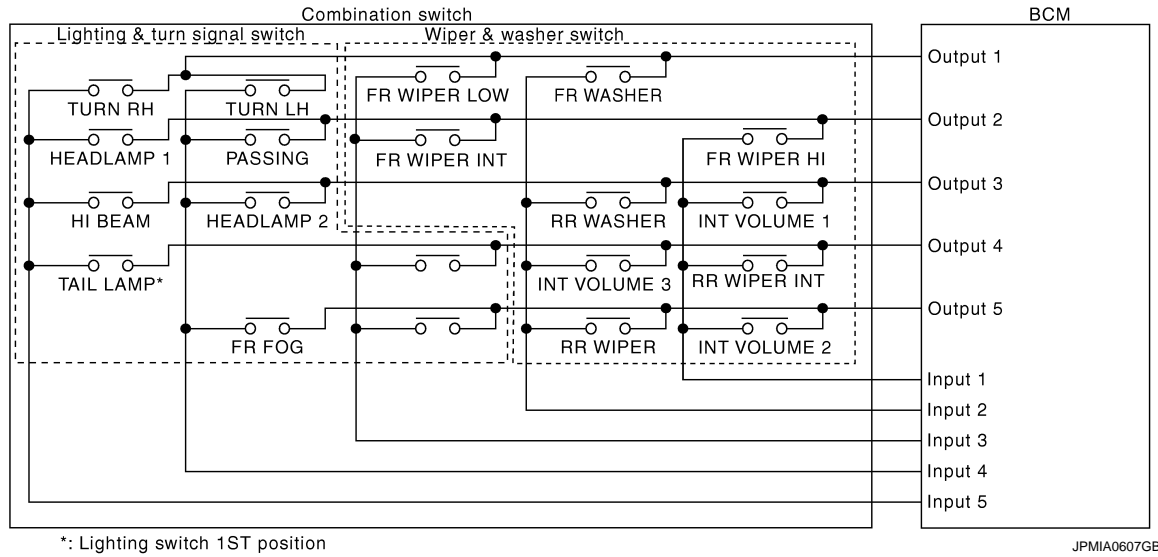 Combination switch
BCM
Lighting & turn signal switch
Wiper & washer switch
Output 1
TURN RH
TURN LH
FR WIPER LOW
FR WASHER
Output 2
HEADLAMP 1
PASSING
FR WIPER INT
FR WIPER HI
Output 3
HI BEAM
HEADLAMP 2
RR WASHER
INT VOLUME 1
Output 4
TAIL LAMP*
INT VOLUME 3
RR WIPER INT
Output 5
FR FOG
RR WIPER
INT VOLUME 2
Input 1
Input 2
Input 3
Input 4
Input 5
*: Lighting switch 1ST position
JPMIA0607GB